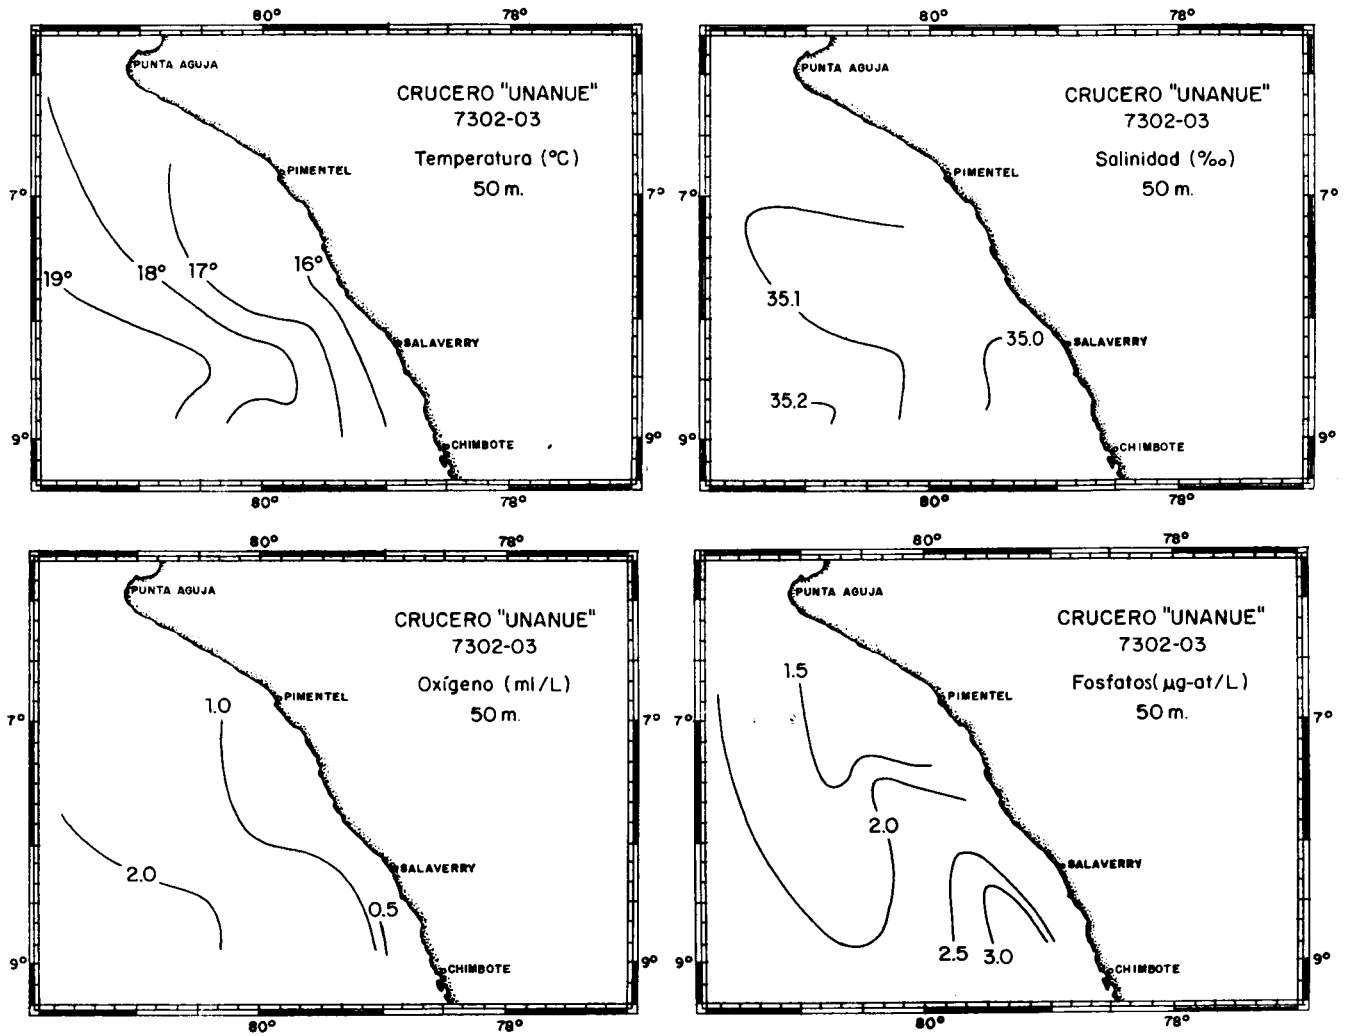 80°
78°
PUNTA AGUJA
CRUCERO "UNANUE"
7302-03
Temperatura (°C)
50 m.
PIMENTEL
7°
7°
19°
18°
17°
16°
SALAVERRY
9°
CHIMBOTE
9°
80°
78°
80°
78°
PUNTA AGUJA
CRUCERO "UNANUE"
7302-03
Salinidad (‰)
50 m.
PIMENTEL
7°
7°
35.1
35.0
SALAVERRY
35.2
9°
CHIMBOTE
9°
80°
78°
80°
78°
PUNTA AGUJA
CRUCERO "UNANUE"
7302-03
Oxígeno (ml/L)
50 m.
PIMENTEL
1.0
7°
7°
2.0
SALAVERRY
0.5
9°
CHIMBOTE
9°
80°
78°
80°
78°
PUNTA AGUJA
CRUCERO "UNANUE"
7302-03
Fosfatos(µg-at/L)
50 m.
1.5
PIMENTEL
7°
7°
2.0
SALAVERRY
2.5
3.0
9°
CHIMBOTE
9°
80°
78°